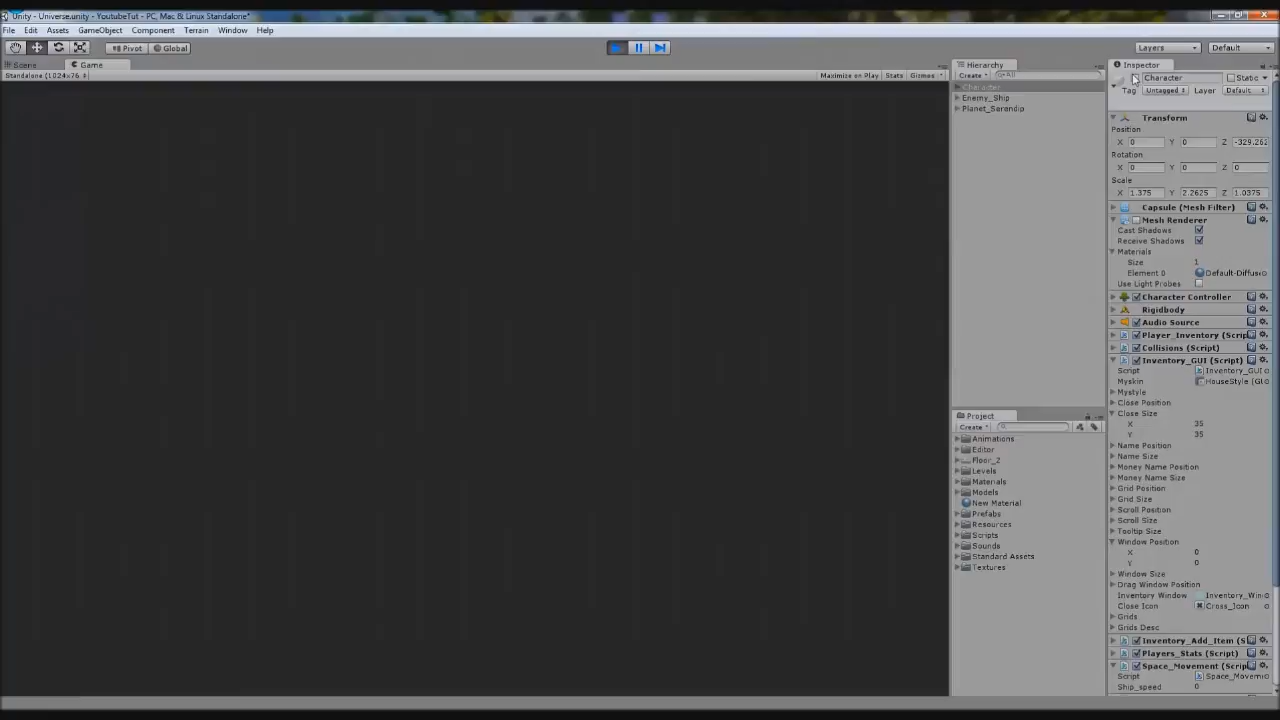 Unity - Universe.unity - YoutubeTut - PC, Mac & Linux Standalone*
File Edit Assets GameObject Component Terrain Window Help
Pivot Global Layers Default
Scene Game
Standalone (1024x76 Maximize on Play Stats Gizmos
Hierarchy
Create All
Character
Enemy_Ship
Planet_Sarendip
Project
Create
Animations
Editor
Floor_2
Levels
Materials
Models
New Material
Prefabs
Resources
Scripts
Sounds
Standard Assets
Textures
Inspector
Character Static
Tag Untagged Layer Default
Transform
Position
X 0 Y 0 Z -329.262
Rotation
X 0 Y 0 Z 0
Scale
X 1.375 Y 2.2625 Z 1.0375
Capsule (Mesh Filter)
Mesh Renderer
Cast Shadows
Receive Shadows
Materials
Size 1
Element 0 Default-Diffus
Use Light Probes
Character Controller
Rigidbody
Audio Source
Player_Inventory (Scrip
Collisions (Script)
Inventory_GUI (Script)
Script Inventory_GUI
Myskin HouseStyle (GU
Mystyle
Close Position
Close Size
X 35
Y 35
Name Position
Name Size
Money Name Position
Money Name Size
Grid Position
Grid Size
Scroll Position
Scroll Size
Tooltip Size
Window Position
X 0
Y 0
Window Size
Drag Window Position
Inventory Window Inventory_Win
Close Icon Cross_Icon
Grids
Grids Desc
Inventory_Add_Item (S
Players_Stats (Script)
Space_Movement (Scrip
Script Space_Movem
Ship_speed 0